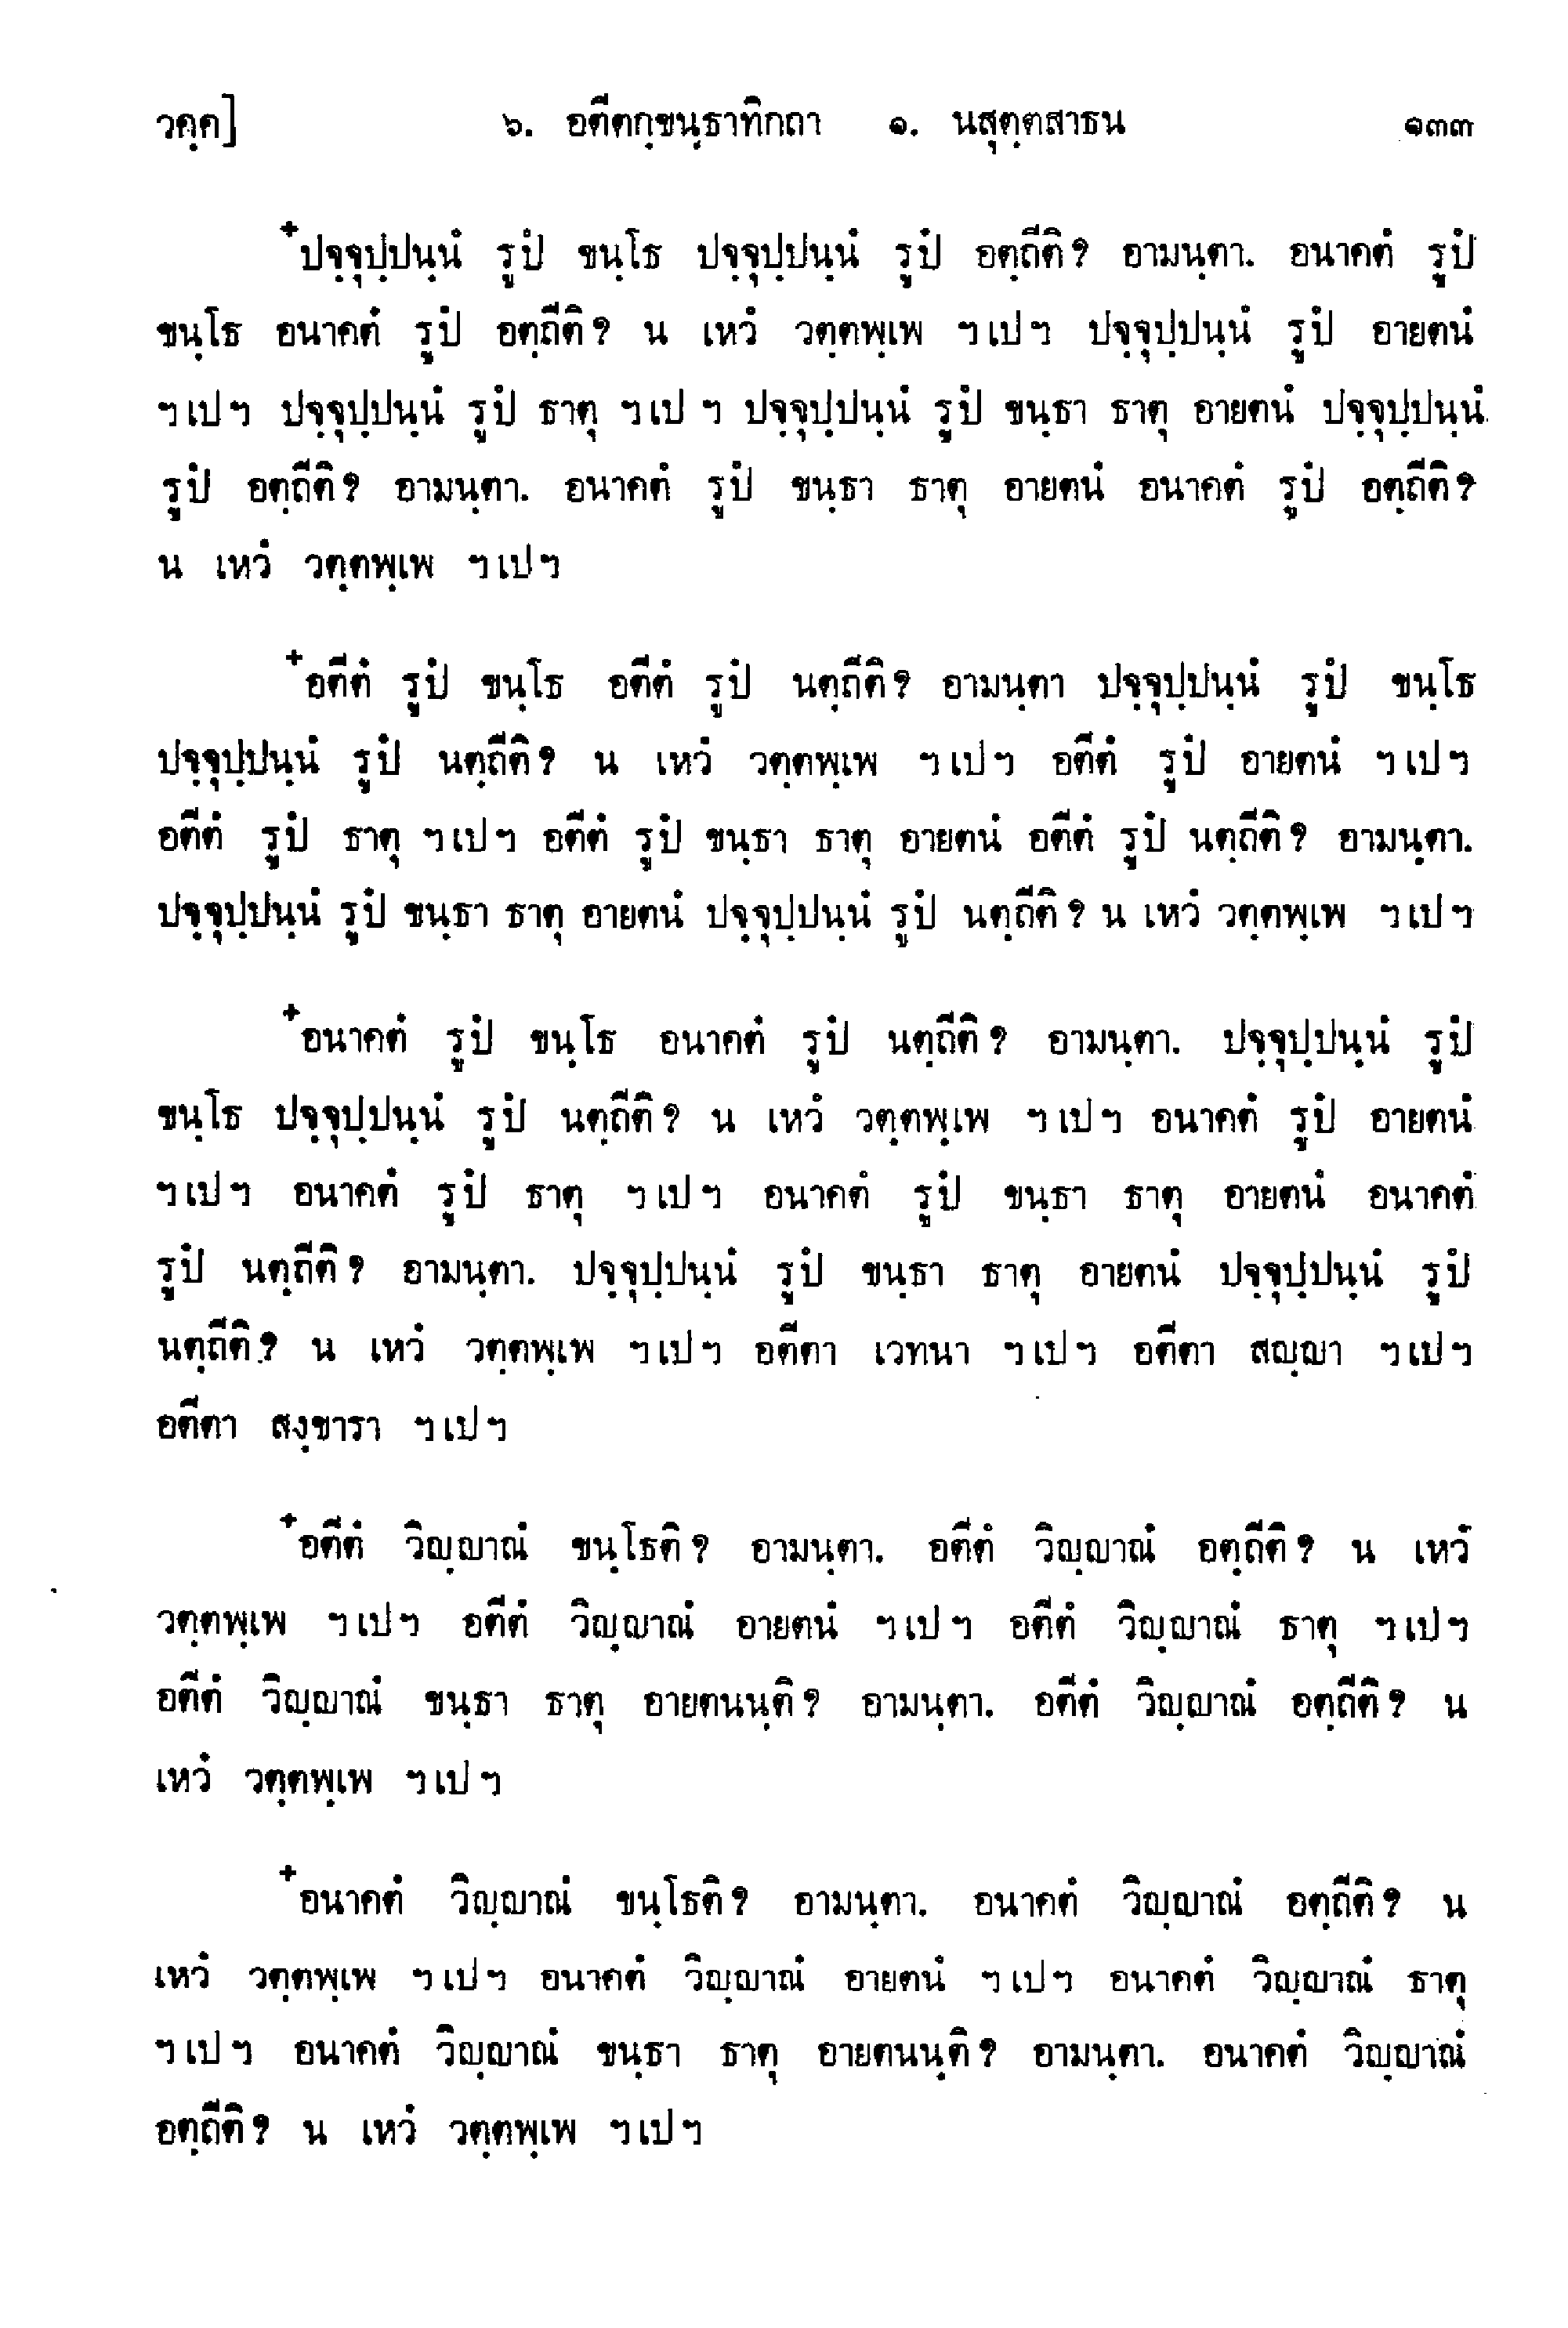 วคฺค] ๖. อตีตกฺขนฺธาทิกถา ๑. นสุตฺตสาธน ๑๓๓
+ปจฺจุปฺปนฺนํ รูปํ ขนฺโธ ปจฺจุปฺปนฺนํ รูปํ อตฺถีติ? อามนฺตา. อนาคตํ รูปํ
ขนฺโธ อนาคตํ รูปํ อตฺถีติ? น เหวํ วตฺตพฺเพ ฯเปฯ ปจฺจุปฺปนฺนํ รูปํ อายตนํ
ฯเปฯ ปจฺจุปฺปนฺนํ รูปํ ธาตุ ฯเปฯ ปจฺจุปฺปนฺนํ รูปํ ขนฺธา ธาตุ อายตนํ ปจฺจุปฺปนฺนํ
รูปํ อตฺถีติ? อามนฺตา. อนาคตํ รูปํ ขนฺธา ธาตุ อายตนํ อนาคตํ รูปํ อตฺถีติ?
น เหวํ วตฺตพฺเพ ฯเปฯ
+อตีตํ รูปํ ขนฺโธ อตีตํ รูปํ นตฺถีติ? อามนฺตา ปจฺจุปฺปนฺนํ รูปํ ขนฺโธ
ปจฺจุปฺปนฺนํ รูปํ นตฺถีติ? น เหวํ วตฺตพฺเพ ฯเปฯ อตีตํ รูปํ อายตนํ ฯเปฯ
อตีตํ รูปํ ธาตุ ฯเปฯ อตีตํ รูปํ ขนฺธา ธาตุ อายตนํ อตีตํ รูปํ นตฺถีติ? อามนฺตา.
ปจฺจุปฺปนฺนํ รูปํ ขนฺธา ธาตุ อายตนํ ปจฺจุปฺปนฺนํ รูปํ นตฺถีติ? น เหวํ วตฺตพฺเพ ฯเปฯ
+อนาคตํ รูปํ ขนฺโธ อนาคตํ รูปํ นตฺถีติ? อามนฺตา. ปจฺจุปฺปนฺนํ รูปํ
ขนฺโธ ปจฺจุปฺปนฺนํ รูปํ นตฺถีติ? น เหวํ วตฺตพฺเพ ฯเปฯ อนาคตํ รูปํ อายตนํ
ฯเปฯ อนาคตํ รูปํ ธาตุ ฯเปฯ อนาคตํ รูปํ ขนฺธา ธาตุ อายตนํ อนาคตํ
รูปํ นตฺถีติ? อามนฺตา. ปจฺจุปฺปนฺนํ รูปํ ขนฺธา ธาตุ อายตนํ ปจฺจุปฺปนฺนํ รูปํ
นตฺถีติ? น เหวํ วตฺตพฺเพ ฯเปฯ อตีตา เวทนา ฯเปฯ อตีตา สญฺญา ฯเปฯ
อตีตา สงฺขารา ฯเปฯ
+อตีตํ วิญฺญาณํ ขนฺโธติ? อามนฺตา. อตีตํ วิญฺญาณํ อตฺถีติ? น เหวํ
วตฺตพฺเพ ฯเปฯ อตีตํ วิญฺญาณํ อายตนํ ฯเปฯ อตีตํ วิญฺญาณํ ธาตุ ฯเปฯ
อตีตํ วิญฺญาณํ ขนฺธา ธาตุ อายตนนฺติ? อามนฺตา. อตีตํ วิญฺญาณํ อตฺถีติ? น
เหวํ วตฺตพฺเพ ฯเปฯ
+อนาคตํ วิญฺญาณํ ขนฺโธติ? อามนฺตา. อนาคตํ วิญฺญาณํ อตฺถีติ? น
เหวํ วตฺตพฺเพ ฯเปฯ อนาคตํ วิญฺญาณํ อายตนํ ฯเปฯ อนาคตํ วิญฺญาณํ ธาตุ
ฯเปฯ อนาคตํ วิญฺญาณํ ขนฺธา ธาตุ อายตนนฺติ? อามนฺตา. อนาคตํ วิญฺญาณํ
อตฺถีติ? น เหวํ วตฺตพฺเพ ฯเปฯ